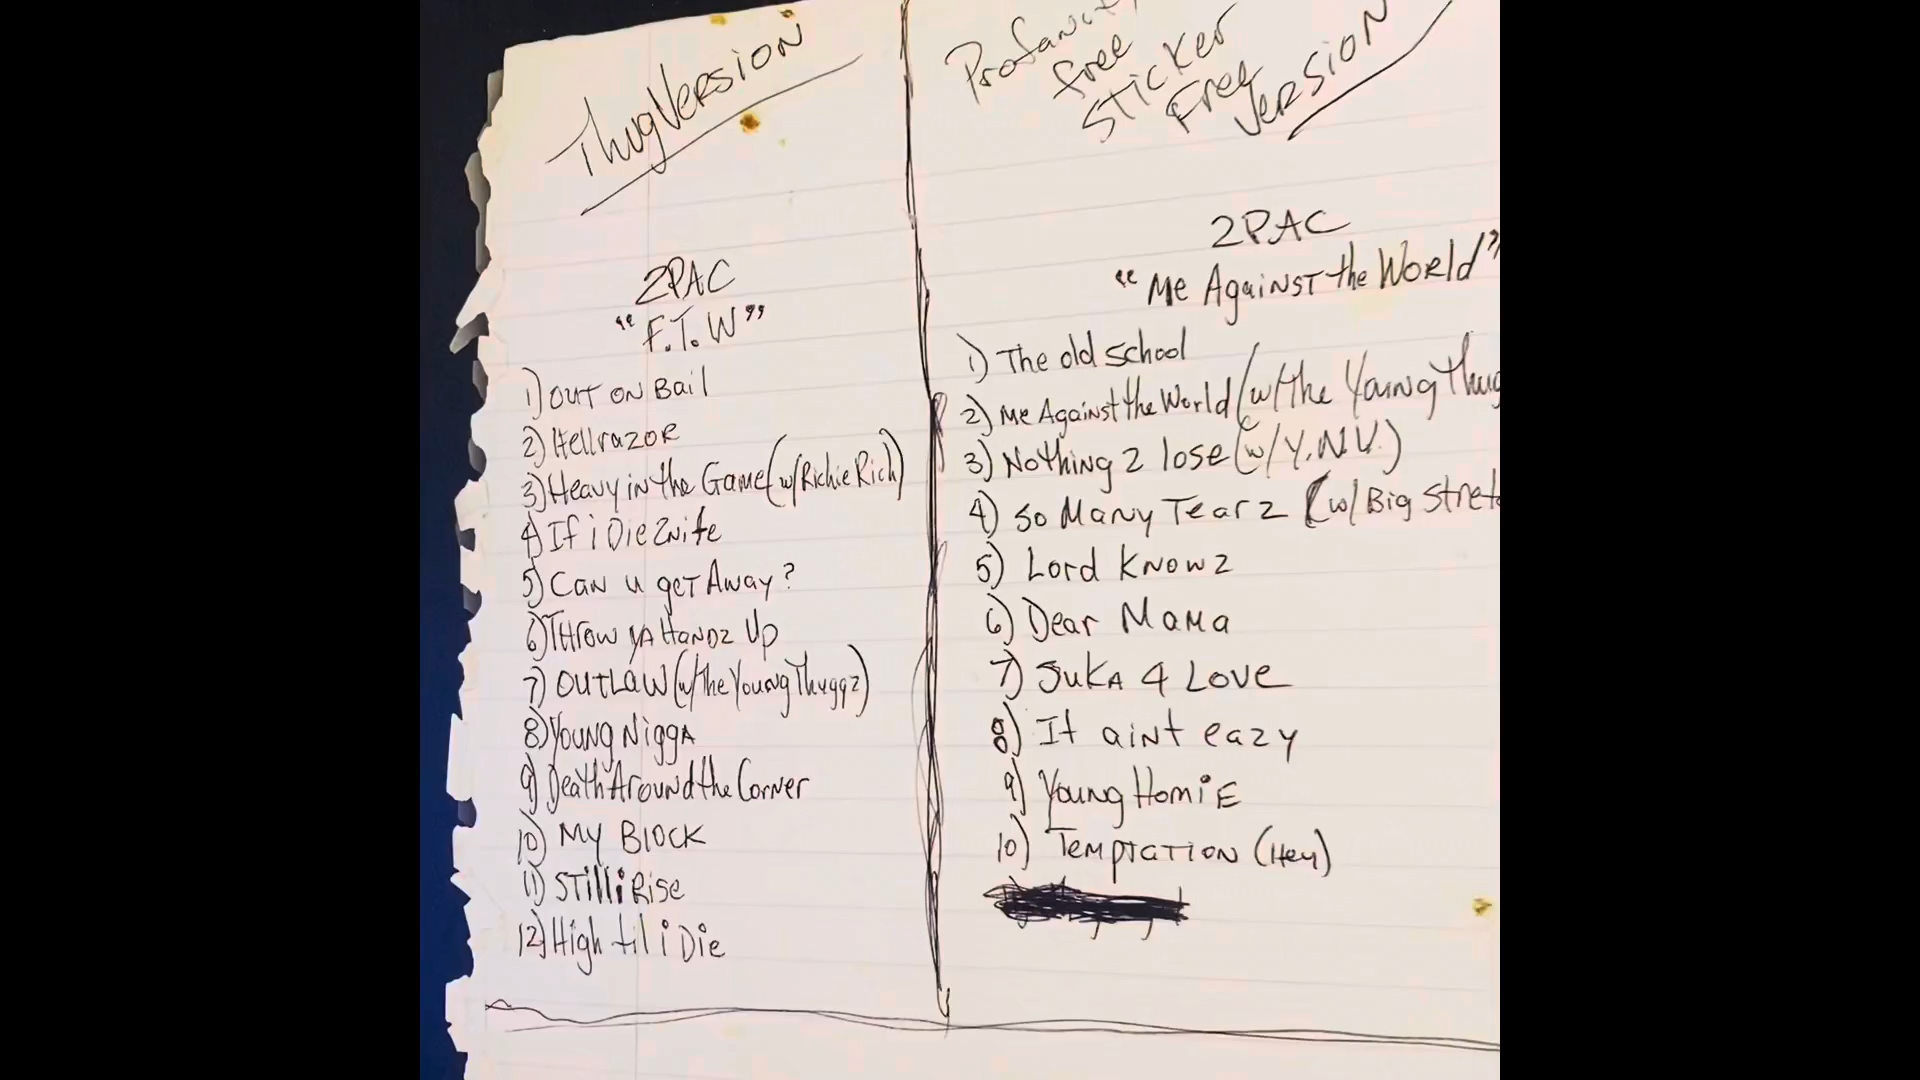 Thug Version
2PAC
"F.T.W"
1) OUT ON Bail
2) Hellrazor
3) Heavy in the Game (w/Richie Rich)
4) If i Die 2nite
5) Can u get Away?
6) THrow YA HANDZ Up
7) OUTLAW (w/the Young Thuggz)
8) Young NiggA
9) Death Around the Corner
10) MY BLOCK
11) Still i Rise
12) High til i Die
Profanity
free
Sticker
Free
Version
2PAC
"Me Against the World"
1) The old School
2) Me Against the World (w/the Young Thug
3) Nothing 2 lose (w/Y.N.V.)
4) So Many Tearz (w/Big Stretc
5) Lord Knowz
6) Dear Mama
7) SukA 4 Love
8) It aint eazy
9) Young Homie
10) Temptation (Hey)